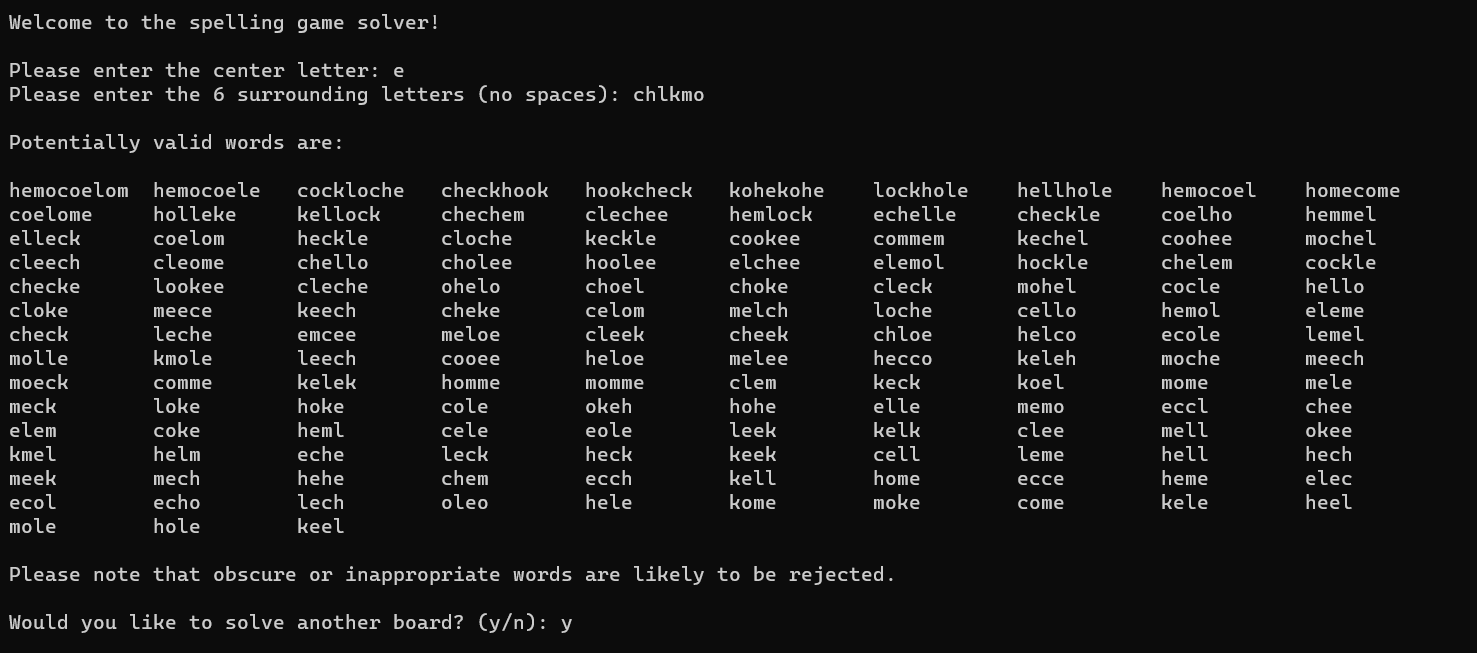 Welcome to the spelling game solver!
Please enter the center letter: e
Please enter the 6 surrounding letters (no spaces): chlkmo
Potentially valid words are:
hemocoelom hemocoele cockloche checkhook hookcheck kohekohe lockhole hellhole hemocoel homecome
coelome holleke kellock chechem clechee hemlock echelle checkle coelho hemmel
elleck coelom heckle cloche keckle cookee commem kechel coohee mochel
cleech cleome chello cholee hoolee elchee elemol hockle chelem cockle
checke lookee cleche ohelo choel choke cleck mohel cocle hello
cloke meece keech cheke celom melch loche cello hemol eleme
check leche emcee meloe cleek cheek chloe helco ecole lemel
molle kmole leech cooee heloe melee hecco keleh moche meech
moeck comme kelek homme momme clem keck koel mome mele
meck loke hoke cole okeh hohe elle memo eccl chee
elem coke heml cele eole leek kelk clee mell okee
kmel helm eche leck heck keek cell leme hell hech
meek mech hehe chem ecch kell home ecce heme elec
ecol echo lech oleo hele kome moke come kele heel
mole hole keel
Please note that obscure or inappropriate words are likely to be rejected.
Would you like to solve another board? (y/n): y